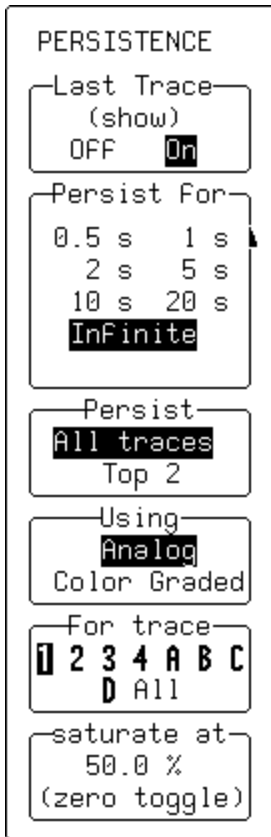 PERSISTENCE
Last Trace
(show)
OFF On
Persist For
0.5 s 1 s
2 s 5 s
10 s 20 s
Infinite
Persist
All traces
Top 2
Using
Analog
Color Graded
For trace
1 2 3 4 A B C
D All
saturate at
50.0 %
(zero toggle)